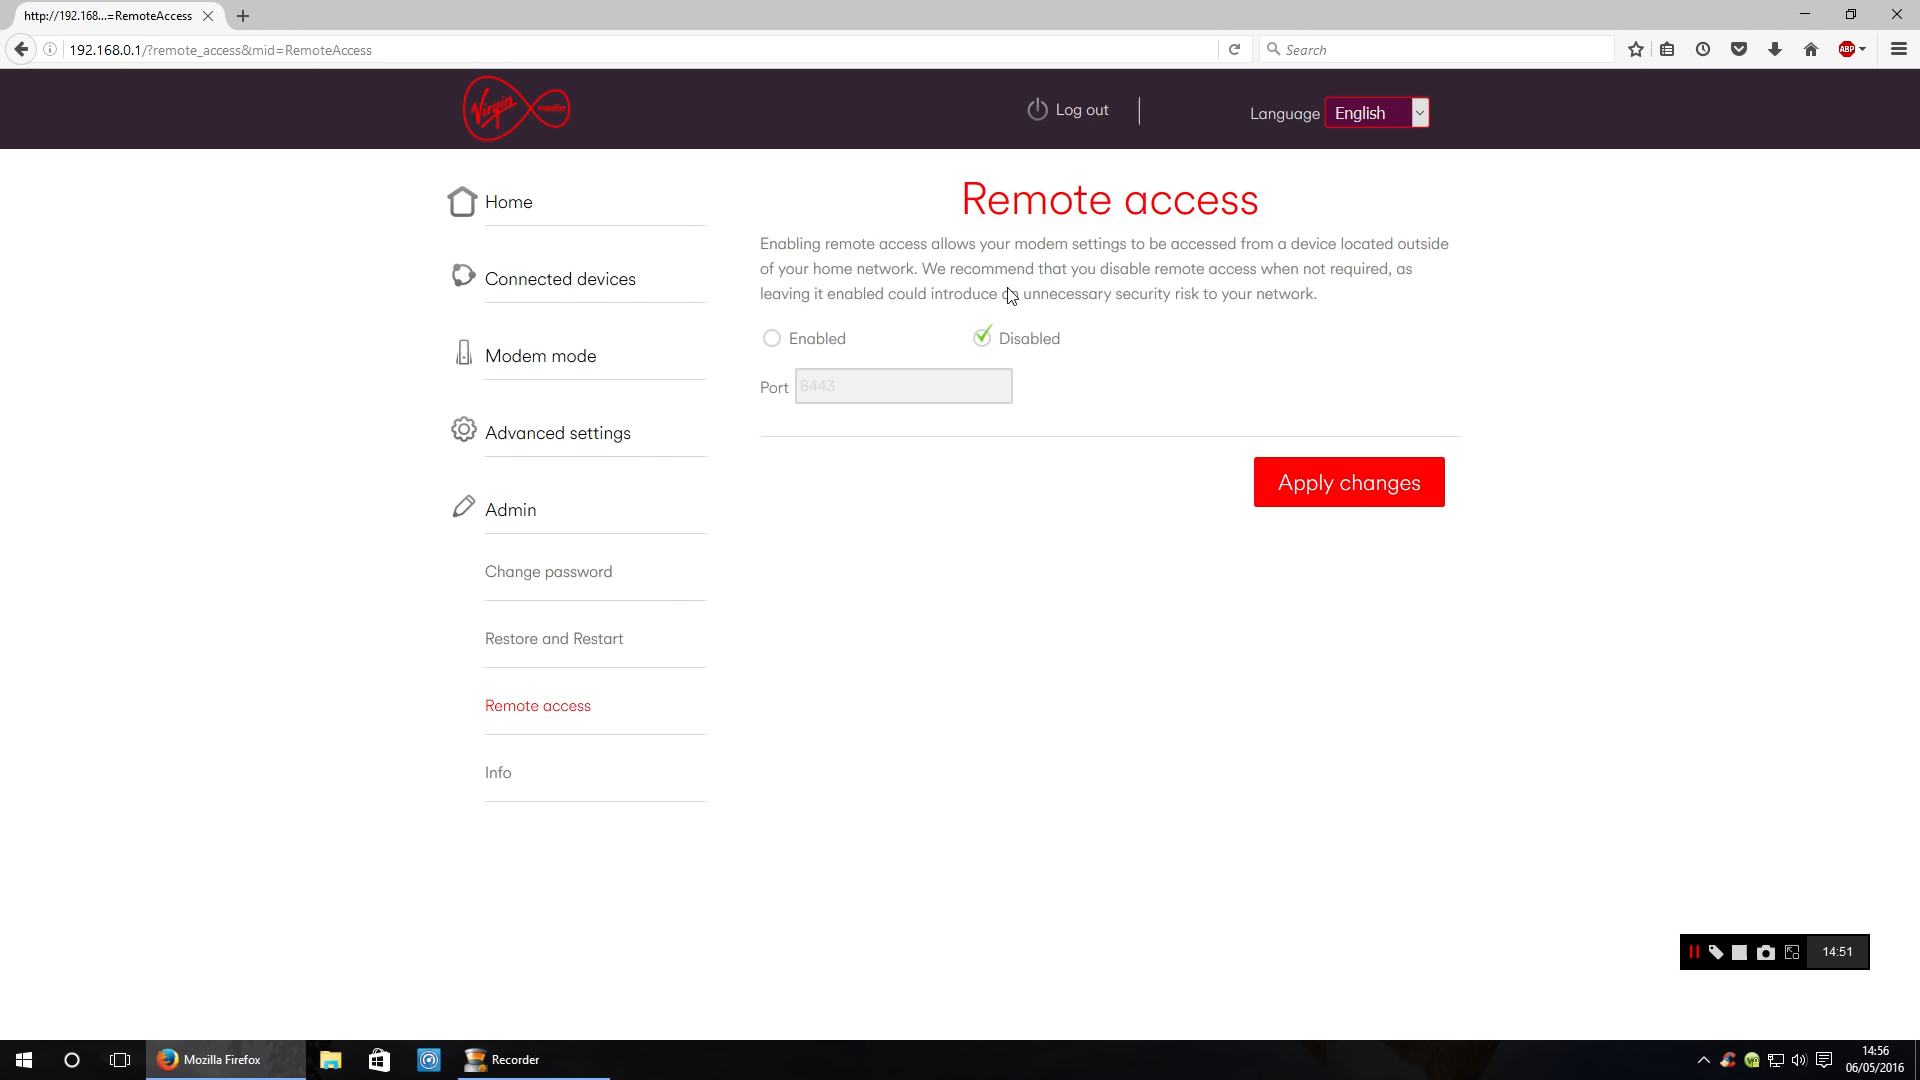 http://192.168...=RemoteAccess
192.168.0.1/?remote_access&mid=RemoteAccess
Search
ABP
Virgin media
Log out
Language English
Home
Connected devices
Modem mode
Advanced settings
Admin
Change password
Restore and Restart
Remote access
Info
Remote access
Enabling remote access allows your modem settings to be accessed from a device located outside
of your home network. We recommend that you disable remote access when not required, as
leaving it enabled could introduce an unnecessary security risk to your network.
Enabled Disabled
Port 8443
Apply changes
14:51
Mozilla Firefox
Recorder
14:56
06/05/2016